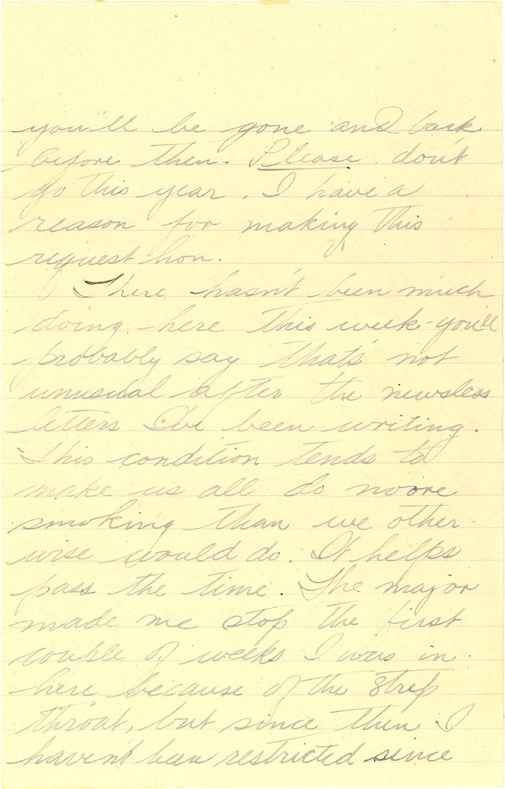 you'll be gone and back
before then. Please don't
go this year. I have a
reason for making this
request hon.
There hasn't been much
doing here this week - you'll
probably say that's not
unusual after the newsless
letters I've been writing.
This condition tends to
make us all do more
smoking than we other-
wise would do. It helps
pass the time. The major
made me stop the first
couple of weeks I was in
here because of the strep
throat, but since then I
haven't been restricted since